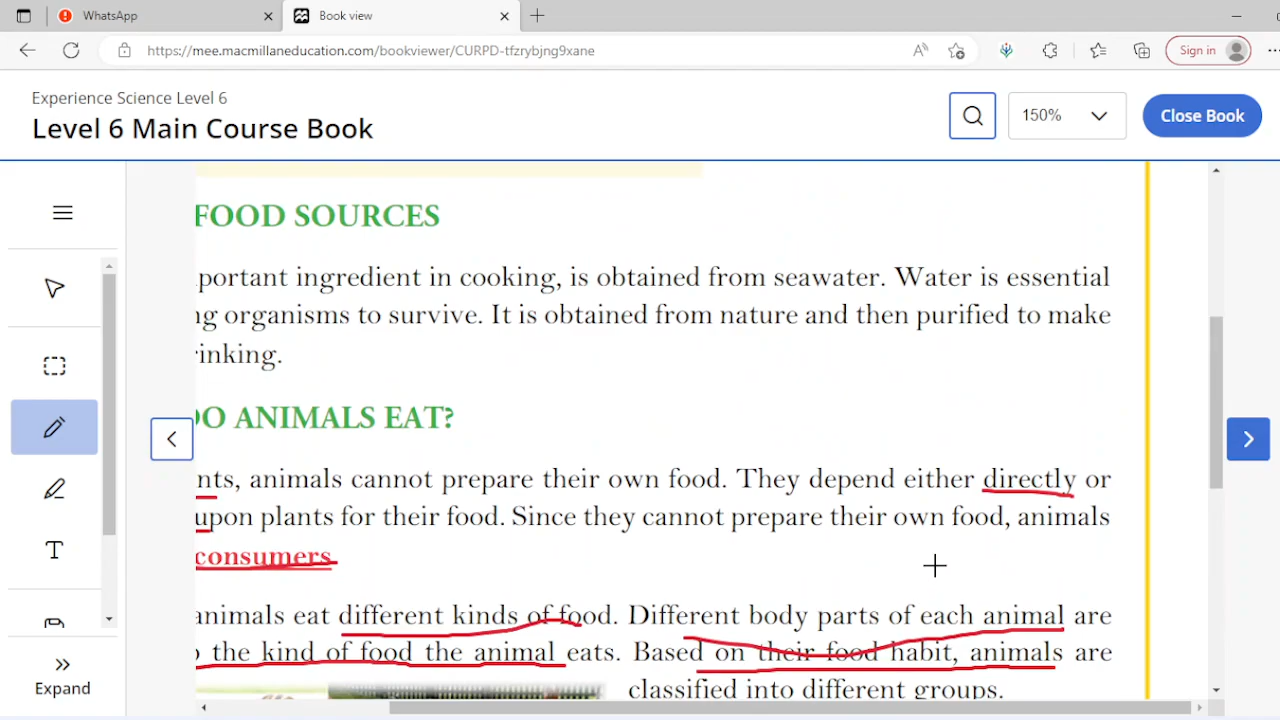 WhatsApp
Book view
https://mee.macmillaneducation.com/bookviewer/CURPD-tfzrybjng9xane
Sign in
Experience Science Level 6
Level 6 Main Course Book
150%
Close Book
FOOD SOURCES
portant ingredient in cooking, is obtained from seawater. Water is essential
ng organisms to survive. It is obtained from nature and then purified to make
rinking.
DO ANIMALS EAT?
nts, animals cannot prepare their own food. They depend either directly or
upon plants for their food. Since they cannot prepare their own food, animals
consumers
animals eat different kinds of food. Different body parts of each animal are
the kind of food the animal eats. Based on their food habit, animals are
classified into different groups.
Expand